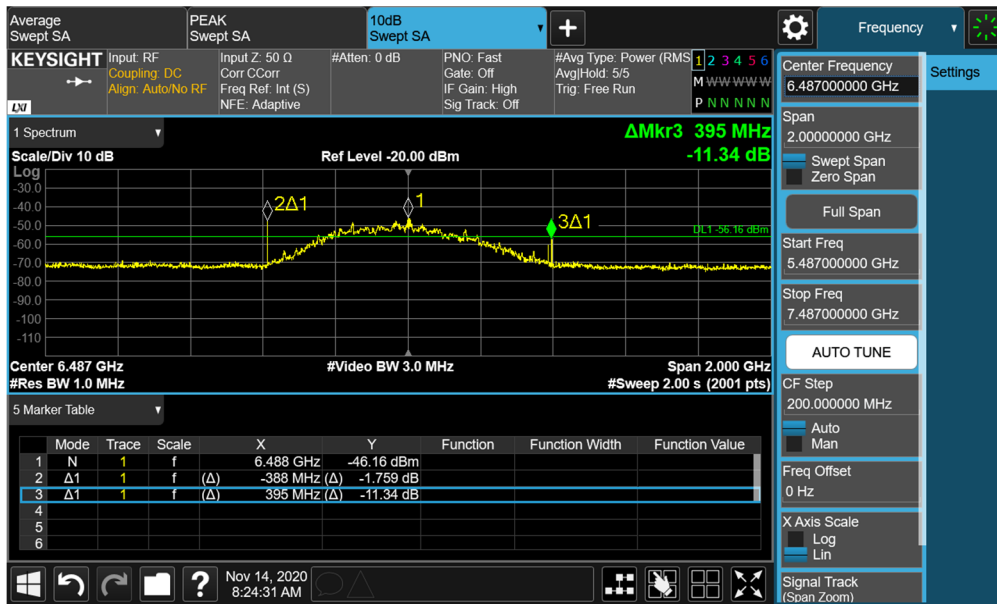 Average
Swept SA
PEAK
Swept SA
10dB
Swept SA
Frequency
KEYSIGHT
LXI
Input: RF
Coupling: DC
Align: Auto/No RF
Input Z: 50 Ω
Corr CCorr
Freq Ref: Int (S)
NFE: Adaptive
#Atten: 0 dB
PNO: Fast
Gate: Off
IF Gain: High
Sig Track: Off
#Avg Type: Power (RMS
Avg|Hold: 5/5
Trig: Free Run
1 2 3 4 5 6
M W W W W W W
P N N N N N
1 Spectrum
ΔMkr3 395 MHz
-11.34 dB
Scale/Div 10 dB
Ref Level -20.00 dBm
Log
-30.0
-40.0
-50.0
-60.0
-70.0
-80.0
-90.0
-100
-110
2Δ1
1
3Δ1
DL1 -56.16 dBm
Center 6.487 GHz
#Video BW 3.0 MHz
Span 2.000 GHz
#Res BW 1.0 MHz
#Sweep 2.00 s (2001 pts)
5 Marker Table
Mode Trace Scale X Y Function Function Width Function Value
1 N 1 f 6.488 GHz -46.16 dBm
2 Δ1 1 f (Δ) -388 MHz (Δ) -1.759 dB
3 Δ1 1 f (Δ) 395 MHz (Δ) -11.34 dB
4
5
6
Nov 14, 2020
8:24:31 AM
Center Frequency
6.487000000 GHz
Span
2.00000000 GHz
Swept Span
Zero Span
Full Span
Start Freq
5.487000000 GHz
Stop Freq
7.487000000 GHz
AUTO TUNE
CF Step
200.000000 MHz
Auto
Man
Freq Offset
0 Hz
X Axis Scale
Log
Lin
Signal Track
(Span Zoom)
Settings